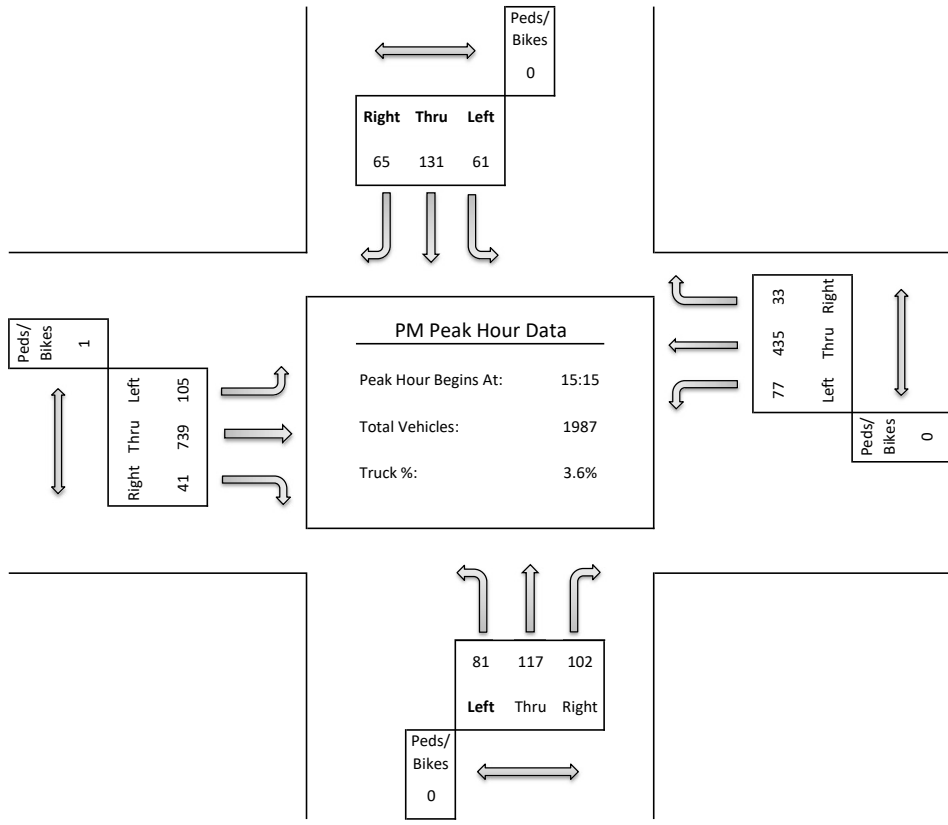 Peds/
Bikes
0
Right Thru Left
65 131 61
33 Right
435 Thru
77 Left
Peds/
Bikes
0
Peds/
Bikes
1
Left 105
Thru 739
Right 41
PM Peak Hour Data
Peak Hour Begins At: 15:15
Total Vehicles: 1987
Truck %: 3.6%
81 117 102
Left Thru Right
Peds/
Bikes
0